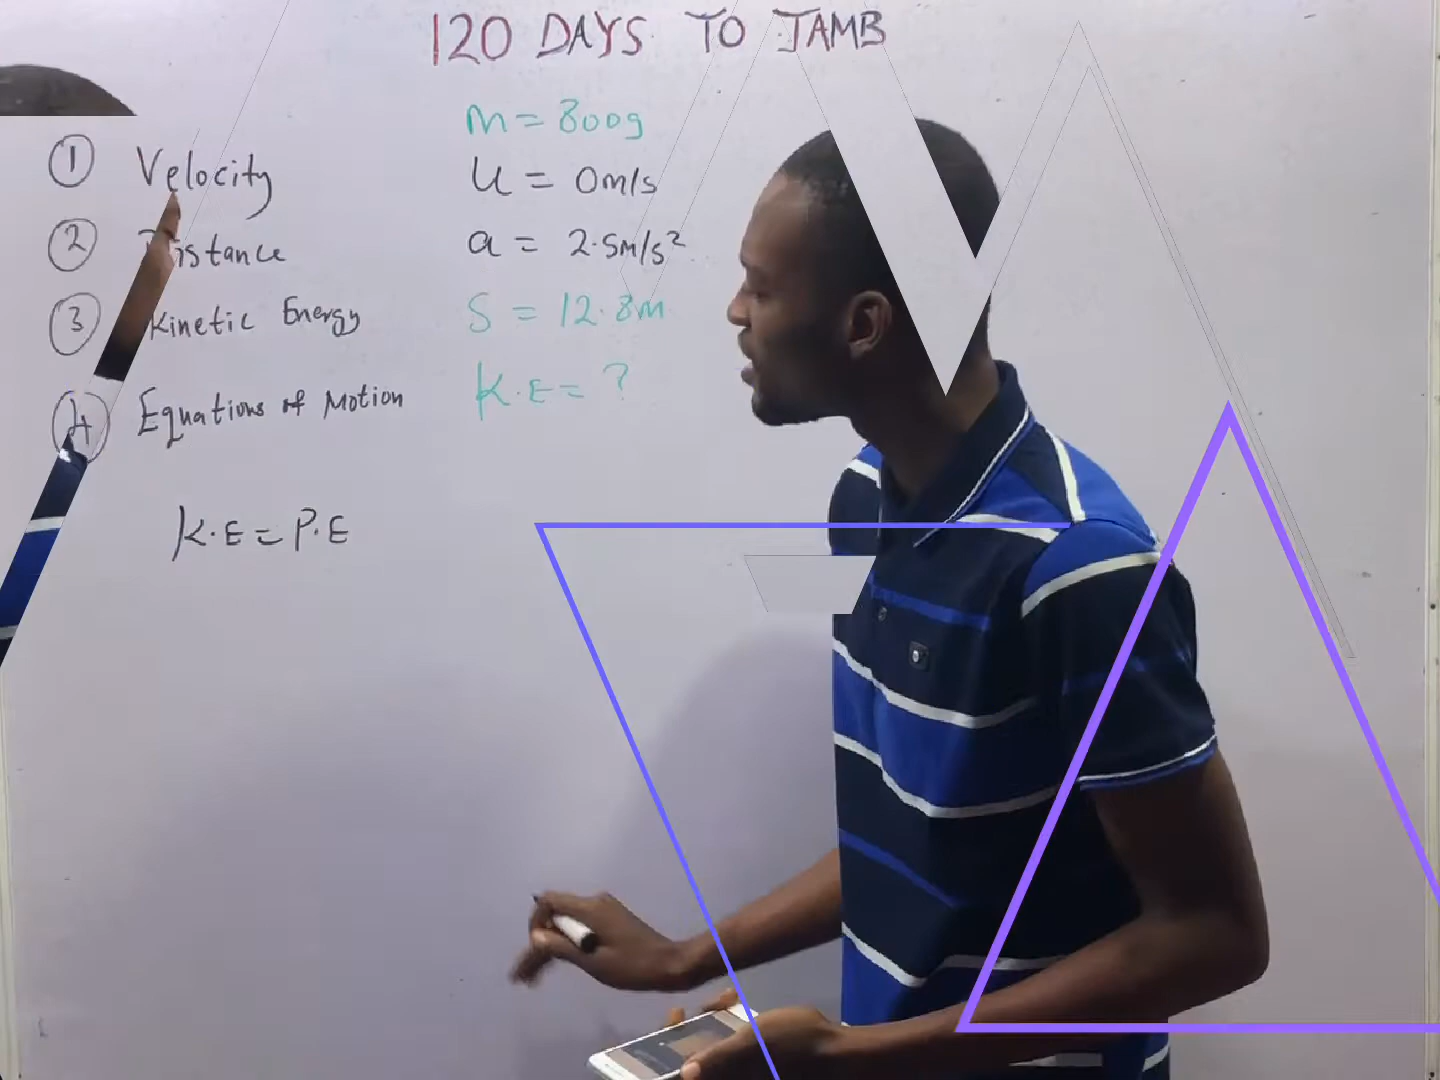 120 DAYS TO JAMB
① Velocity
② Distance
③ Kinetic Energy
④ Equations of Motion
m = 800g
u = 0m/s
a = 2.5m/s²
S = 12.8m
K.E = ?
K.E = P.E